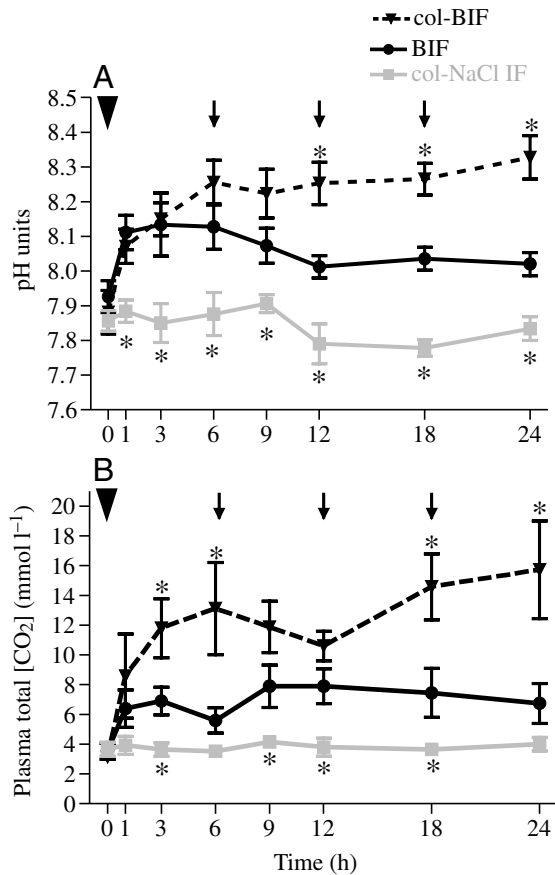 col-BIF
BIF
col-NaCl IF
A
8.5
8.4
8.3
8.2
8.1
8.0
7.9
7.8
7.7
7.6
pH units
* * *
* * * * * * *
0 1 3 6 9 12 18 24
B
20
18
16
14
12
10
8
6
4
2
0
Plasma total [CO2] (mmol l–1)
* * * *
* * * *
0 1 3 6 9 12 18 24
Time (h)